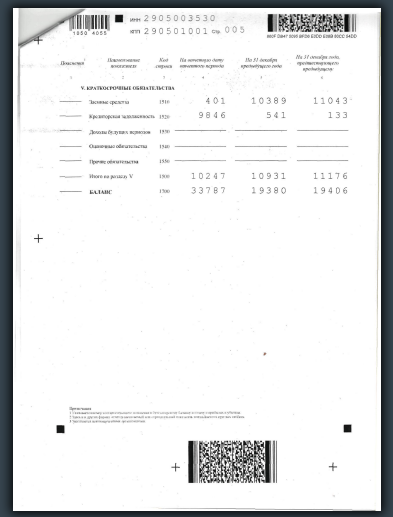 1050 4055
ИНН 2905003530
КПП 290501001 Стр. 005
Пояснения Наименование показателя Код строки На отчетную дату отчетного периода На 31 декабря предыдущего года На 31 декабря года, предшествующего предыдущему
1 2 3 4 5 6
V. КРАТКОСРОЧНЫЕ ОБЯЗАТЕЛЬСТВА
Заемные средства 1510 401 10389 11043
Кредиторская задолженность 1520 9846 541 133
Доходы будущих периодов 1530
Оценочные обязательства 1540
Прочие обязательства 1550
Итого по разделу V 1500 10247 10931 11176
БАЛАНС 1700 33787 19380 19406
Примечания